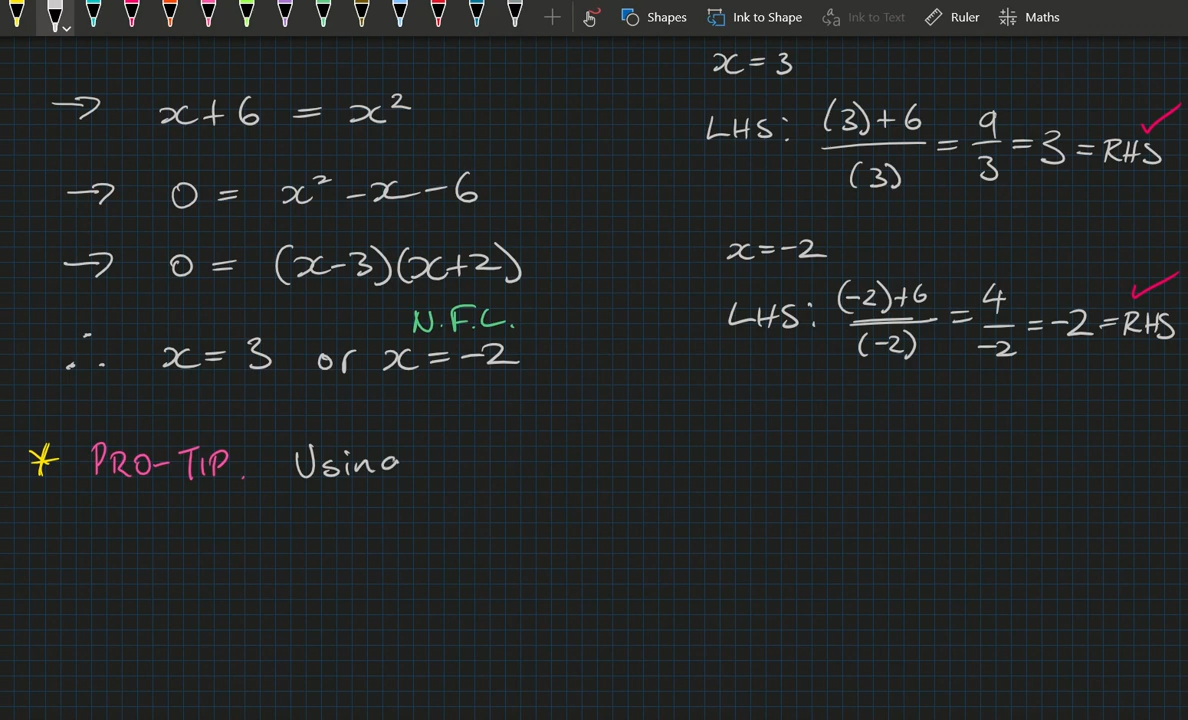 Shapes Ink to Shape Ink to Text Ruler Maths
→ x+6 = x²
→ 0 = x² -x-6
→ 0 = (x-3)(x+2)
N.F.L.
∴ x = 3 or x = -2
* PRO-TIP. Using
x = 3
LHS: (3)+6/(3) = 9/3 = 3 = RHS ✓
x = -2
LHS: (-2)+6/(-2) = 4/-2 = -2 = RHS ✓